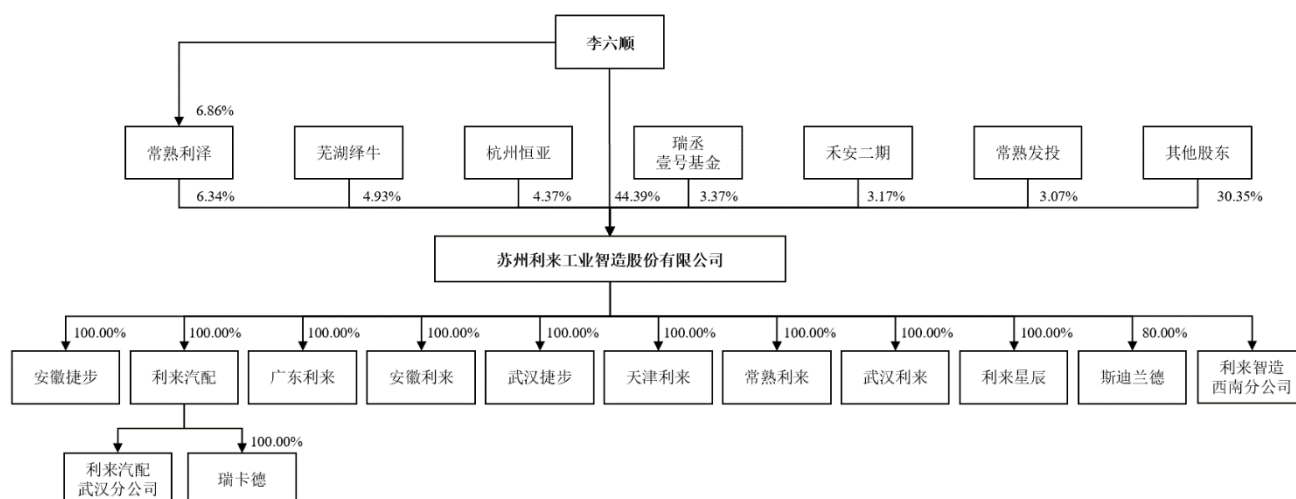 李六顺
6.86%
常熟利泽
芜湖绎牛
杭州恒亚
瑞丞
壹号基金
禾安二期
常熟发投
其他股东
6.34%
4.93%
4.37%
44.39%
3.37%
3.17%
3.07%
30.35%
苏州利来工业智造股份有限公司
100.00%
100.00%
100.00%
100.00%
100.00%
100.00%
100.00%
100.00%
100.00%
80.00%
安徽捷步
利来汽配
广东利来
安徽利来
武汉捷步
天津利来
常熟利来
武汉利来
利来星辰
斯迪兰德
利来智造
西南分公司
100.00%
利来汽配
武汉分公司
瑞卡德